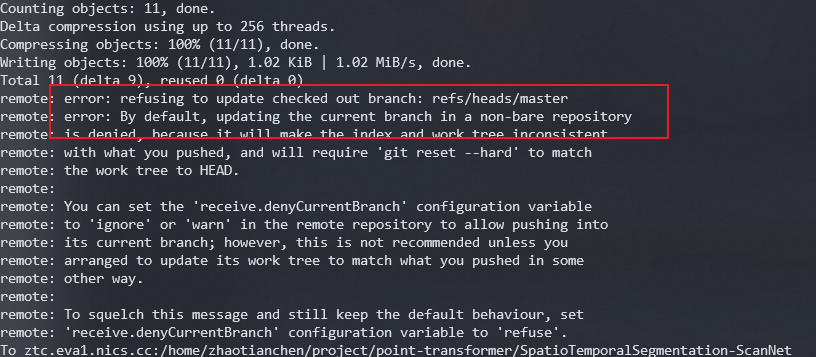 Counting objects: 11, done.
Delta compression using up to 256 threads.
Compressing objects: 100% (11/11), done.
Writing objects: 100% (11/11), 1.02 KiB | 1.02 MiB/s, done.
Total 11 (delta 9), reused 0 (delta 0)
remote: error: refusing to update checked out branch: refs/heads/master
remote: error: By default, updating the current branch in a non-bare repository
remote: is denied, because it will make the index and work tree inconsistent
remote: with what you pushed, and will require 'git reset --hard' to match
remote: the work tree to HEAD.
remote:
remote: You can set the 'receive.denyCurrentBranch' configuration variable
remote: to 'ignore' or 'warn' in the remote repository to allow pushing into
remote: its current branch; however, this is not recommended unless you
remote: arranged to update its work tree to match what you pushed in some
remote: other way.
remote:
remote: To squelch this message and still keep the default behaviour, set
remote: 'receive.denyCurrentBranch' configuration variable to 'refuse'.
To ztc.eva1.nics.cc:/home/zhaotianchen/project/point-transformer/SpatioTemporalSegmentation-ScanNet